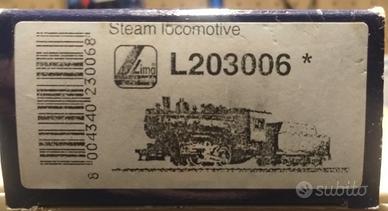 Steam locomotive
Lima
L203006 *
8 004340 230068
subito